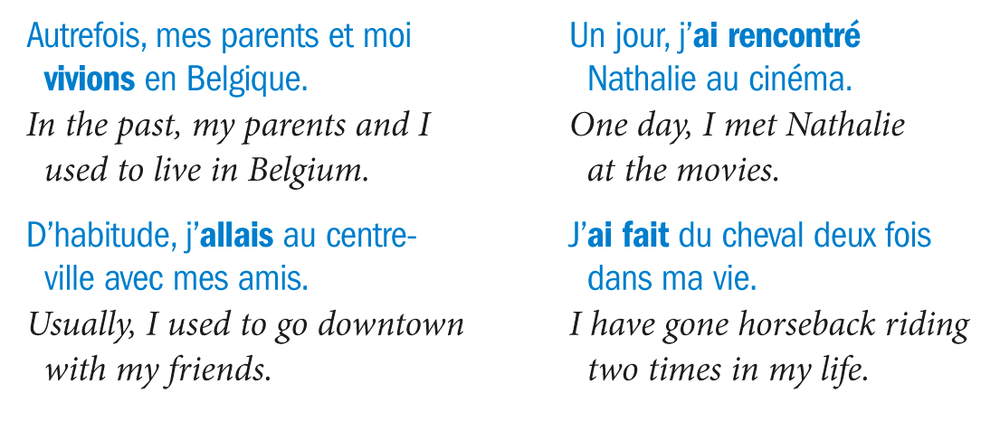 Autrefois, mes parents et moi
vivions en Belgique.
In the past, my parents and I
used to live in Belgium.
D’habitude, j’allais au centre-
ville avec mes amis.
Usually, I used to go downtown
with my friends.
Un jour, j’ai rencontré
Nathalie au cinéma.
One day, I met Nathalie
at the movies.
J’ai fait du cheval deux fois
dans ma vie.
I have gone horseback riding
two times in my life.